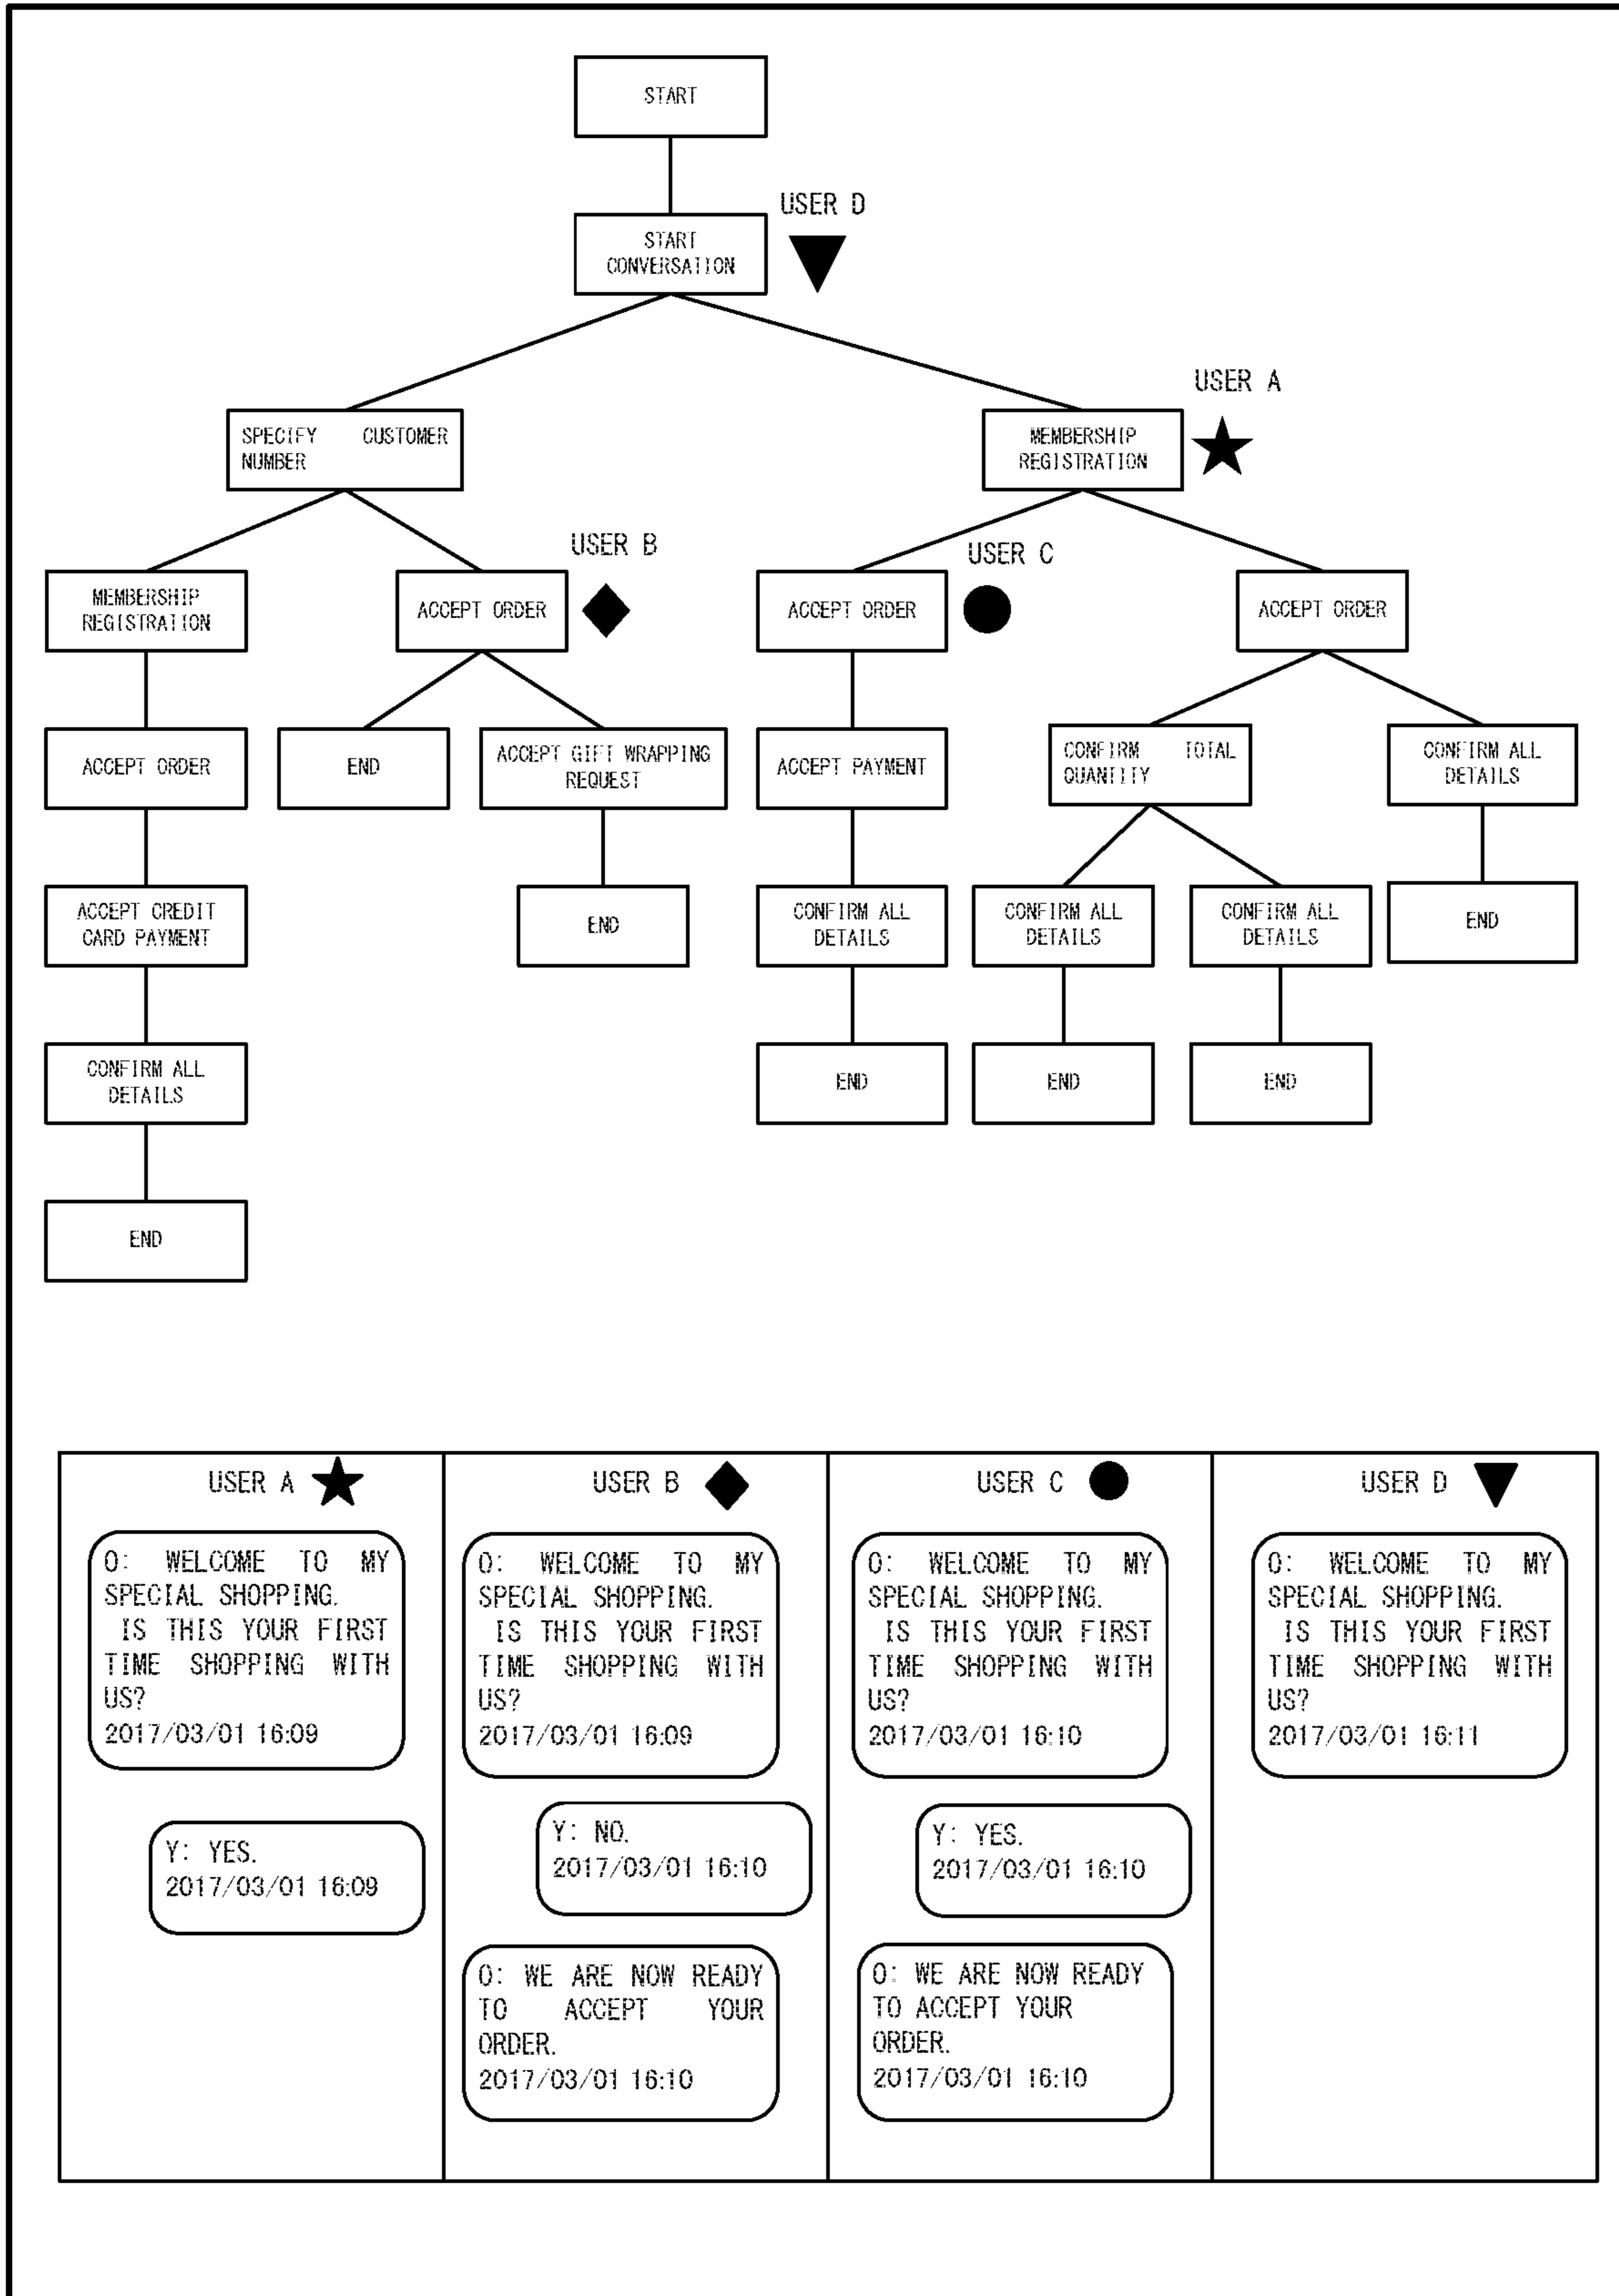 START
USER D
START
CONVERSATION
USER A
SPECIFY CUSTOMER
NUMBER
MEMBERSHIP
REGISTRATION
USER B
USER C
MEMBERSHIP
REGISTRATION
ACCEPT ORDER
ACCEPT ORDER
ACCEPT ORDER
ACCEPT ORDER
END
ACCEPT GIFT WRAPPING
REQUEST
ACCEPT PAYMENT
CONFIRM TOTAL
QUANTITY
CONFIRM ALL
DETAILS
ACCEPT CREDIT
CARD PAYMENT
END
CONFIRM ALL
DETAILS
CONFIRM ALL
DETAILS
CONFIRM ALL
DETAILS
END
CONFIRM ALL
DETAILS
END
END
END
END
USER A
O: WELCOME TO MY
SPECIAL SHOPPING.
IS THIS YOUR FIRST
TIME SHOPPING WITH
US?
2017/03/01 16:09
Y: YES.
2017/03/01 16:09
USER B
O: WELCOME TO MY
SPECIAL SHOPPING.
IS THIS YOUR FIRST
TIME SHOPPING WITH
US?
2017/03/01 16:09
Y: NO.
2017/03/01 16:10
O: WE ARE NOW READY
TO ACCEPT YOUR
ORDER.
2017/03/01 16:10
USER C
O: WELCOME TO MY
SPECIAL SHOPPING.
IS THIS YOUR FIRST
TIME SHOPPING WITH
US?
2017/03/01 16:10
Y: YES.
2017/03/01 16:10
O: WE ARE NOW READY
TO ACCEPT YOUR
ORDER.
2017/03/01 16:10
USER D
O: WELCOME TO MY
SPECIAL SHOPPING.
IS THIS YOUR FIRST
TIME SHOPPING WITH
US?
2017/03/01 16:11